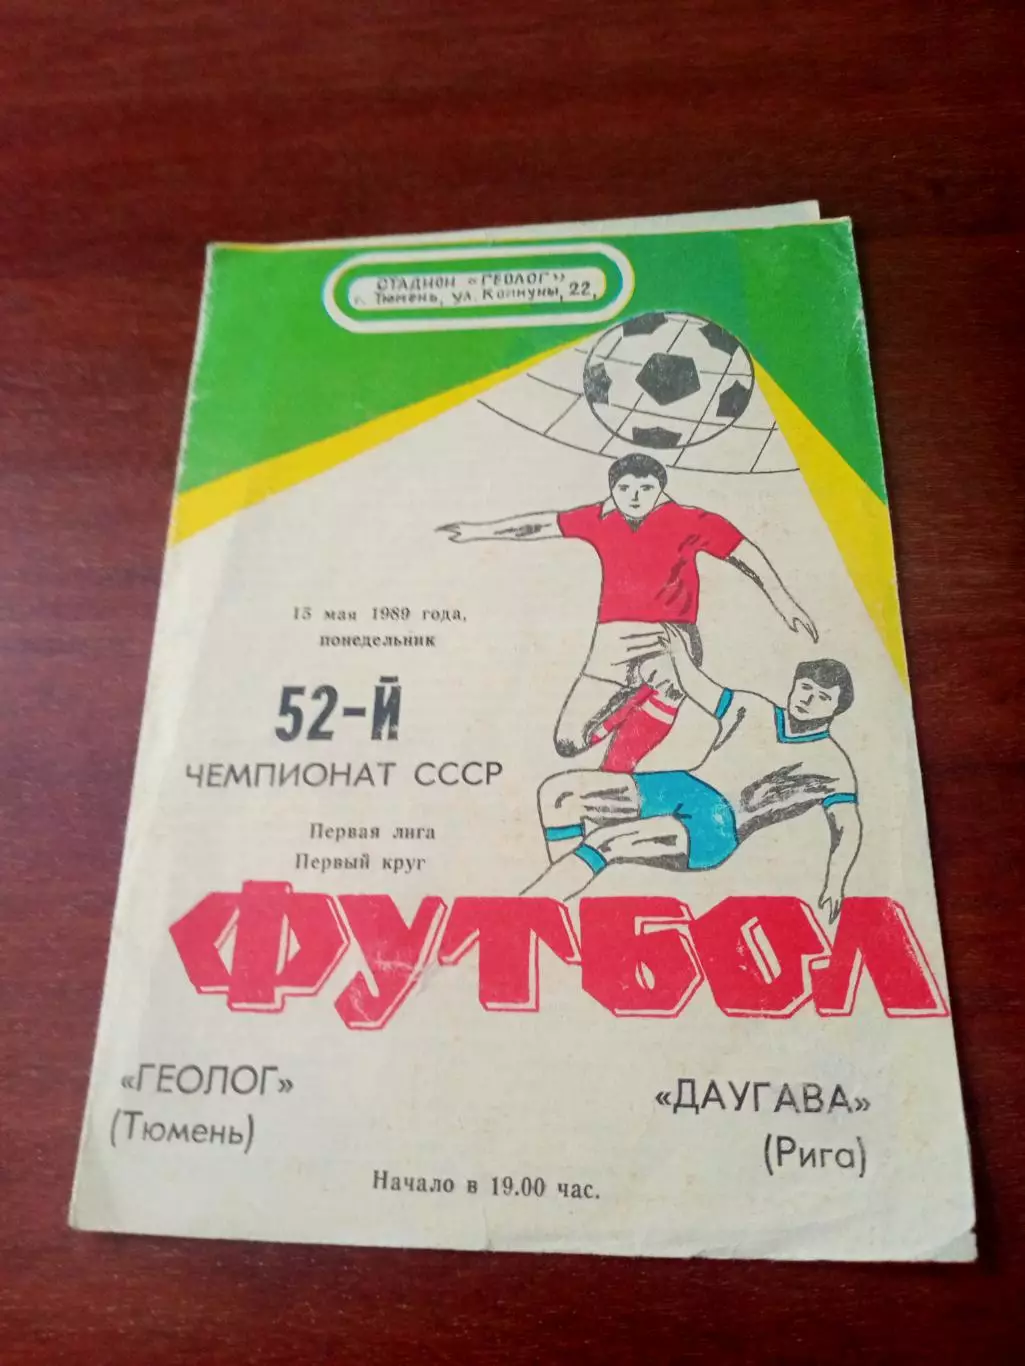 СТАДИОН «ГЕОЛОГ»
г. Тюмень, ул. Коммуны, 22,
15 мая 1989 года,
понедельник
52-Й
ЧЕМПИОНАТ СССР
Первая лига
Первый круг
ФУТБОЛ
«ГЕОЛОГ»
(Тюмень)
«ДАУГАВА»
(Рига)
Начало в 19.00 час.